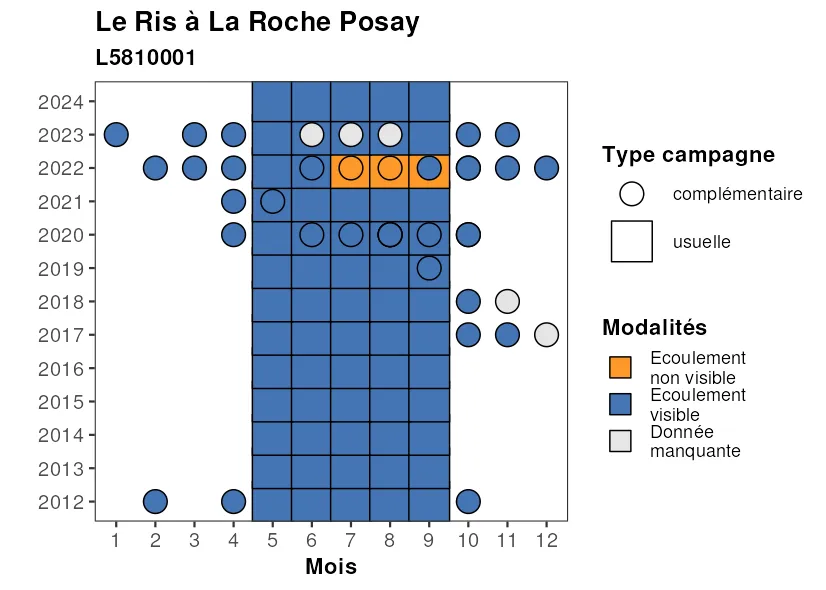 Le Ris à La Roche Posay
L5810001
2024
2023
2022
2021
2020
2019
2018
2017
2016
2015
2014
2013
2012
1 2 3 4 5 6 7 8 9 10 11 12
Mois
Type campagne
complémentaire
usuelle
Modalités
Ecoulement
non visible
Ecoulement
visible
Donnée
manquante